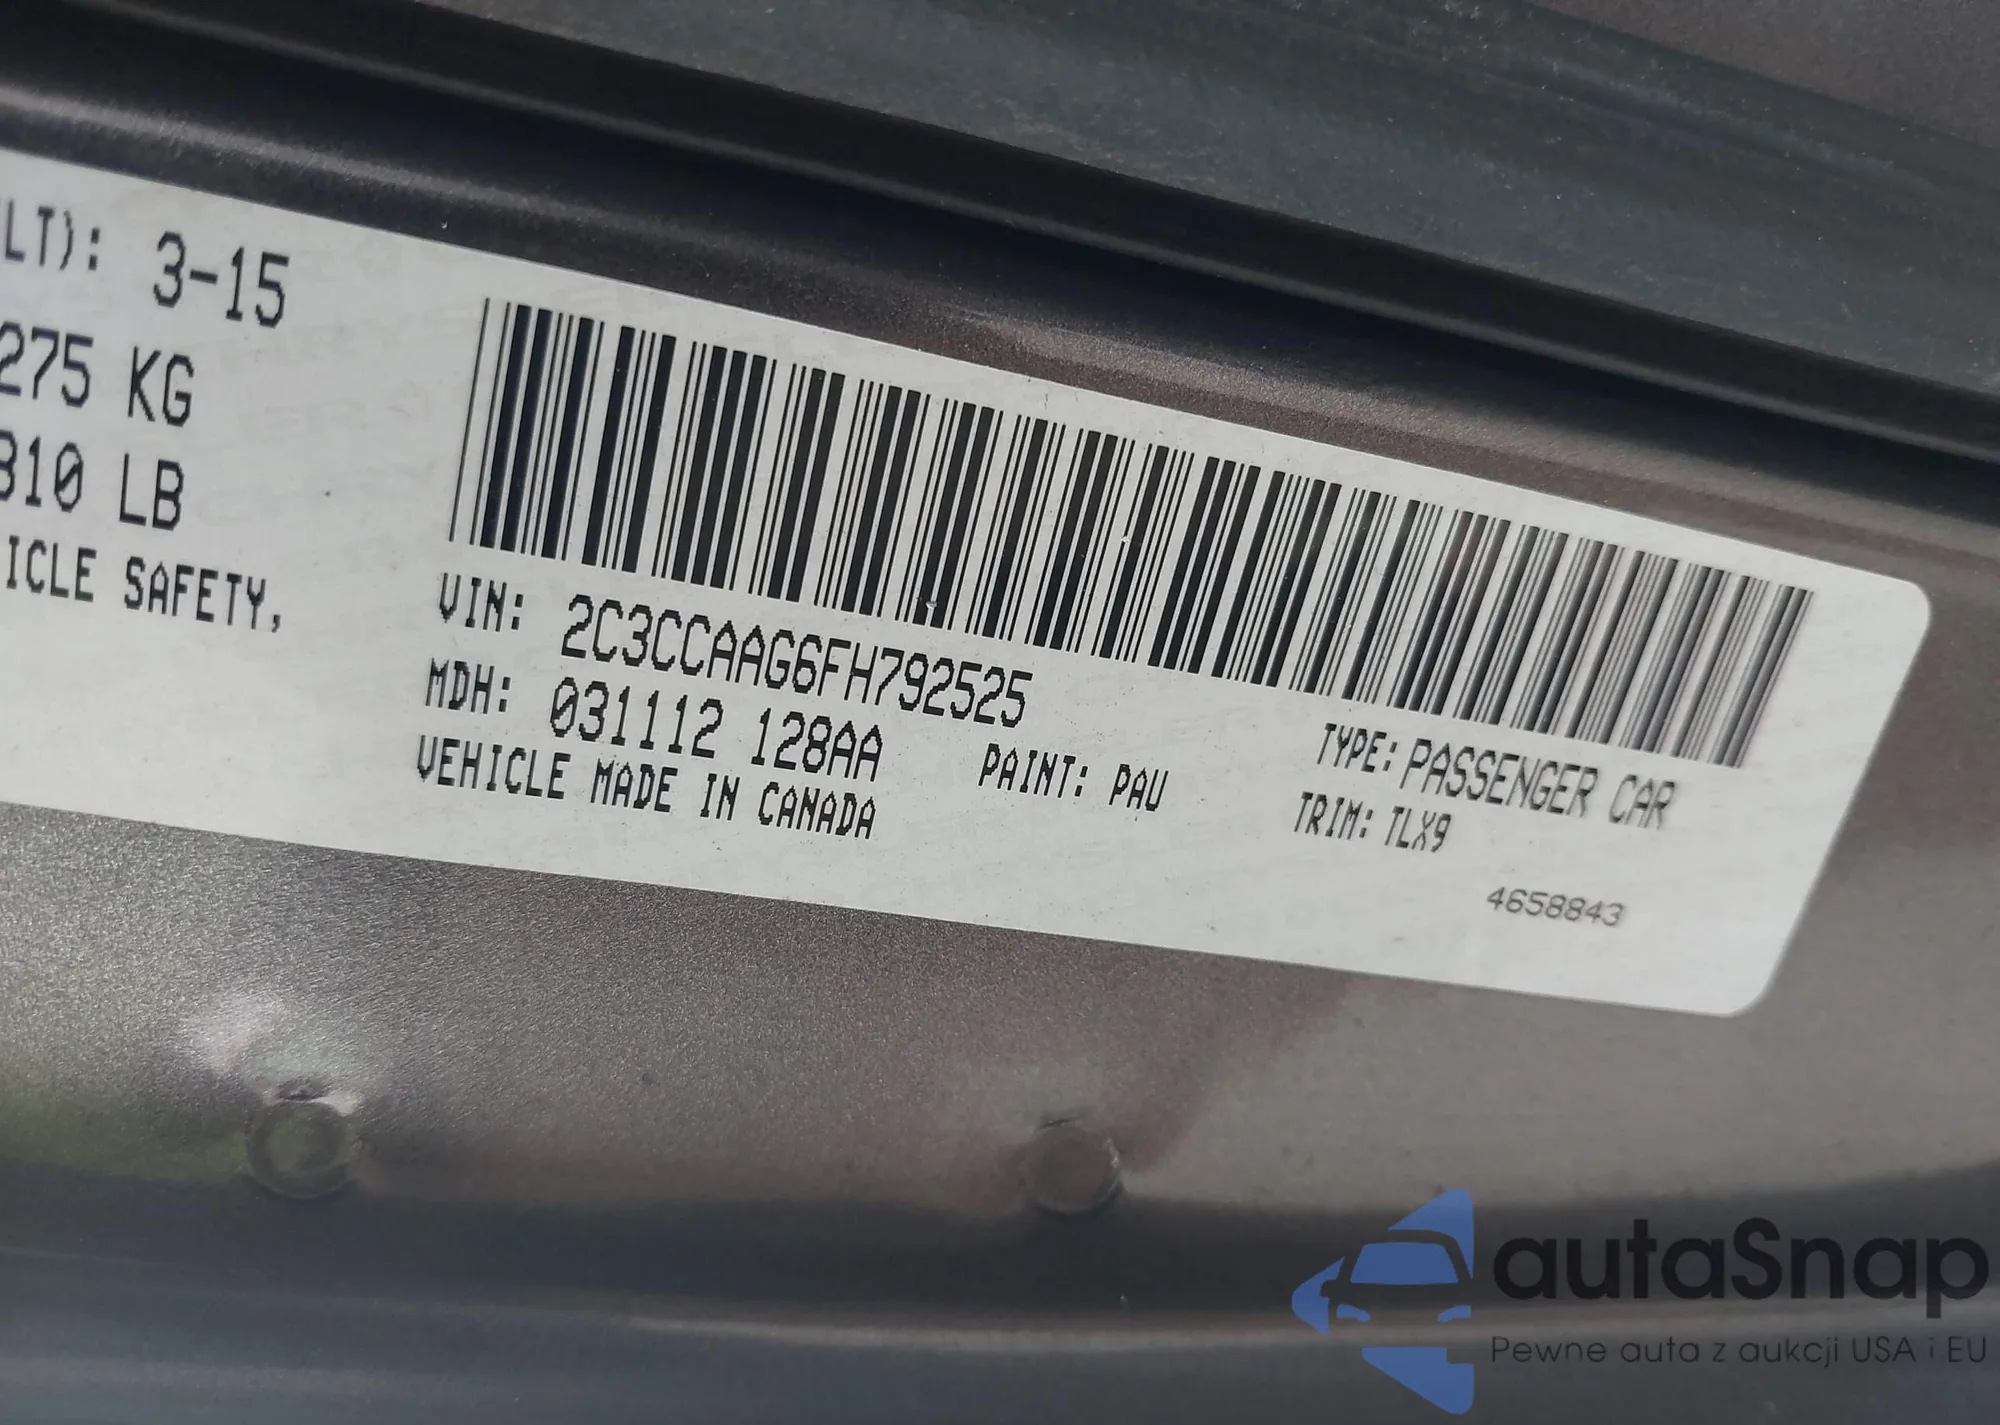 LT): 3-15
275 KG
310 LB
ICLE SAFETY,
VIN: 2C3CCAAG6FH792525
MDH: 031112 128AA
PAINT: PAU
VEHICLE MADE IN CANADA
TYPE: PASSENGER CAR
TRIM: TLX9
4658843
autaSnap
Pewne auta z aukcji USA i EU